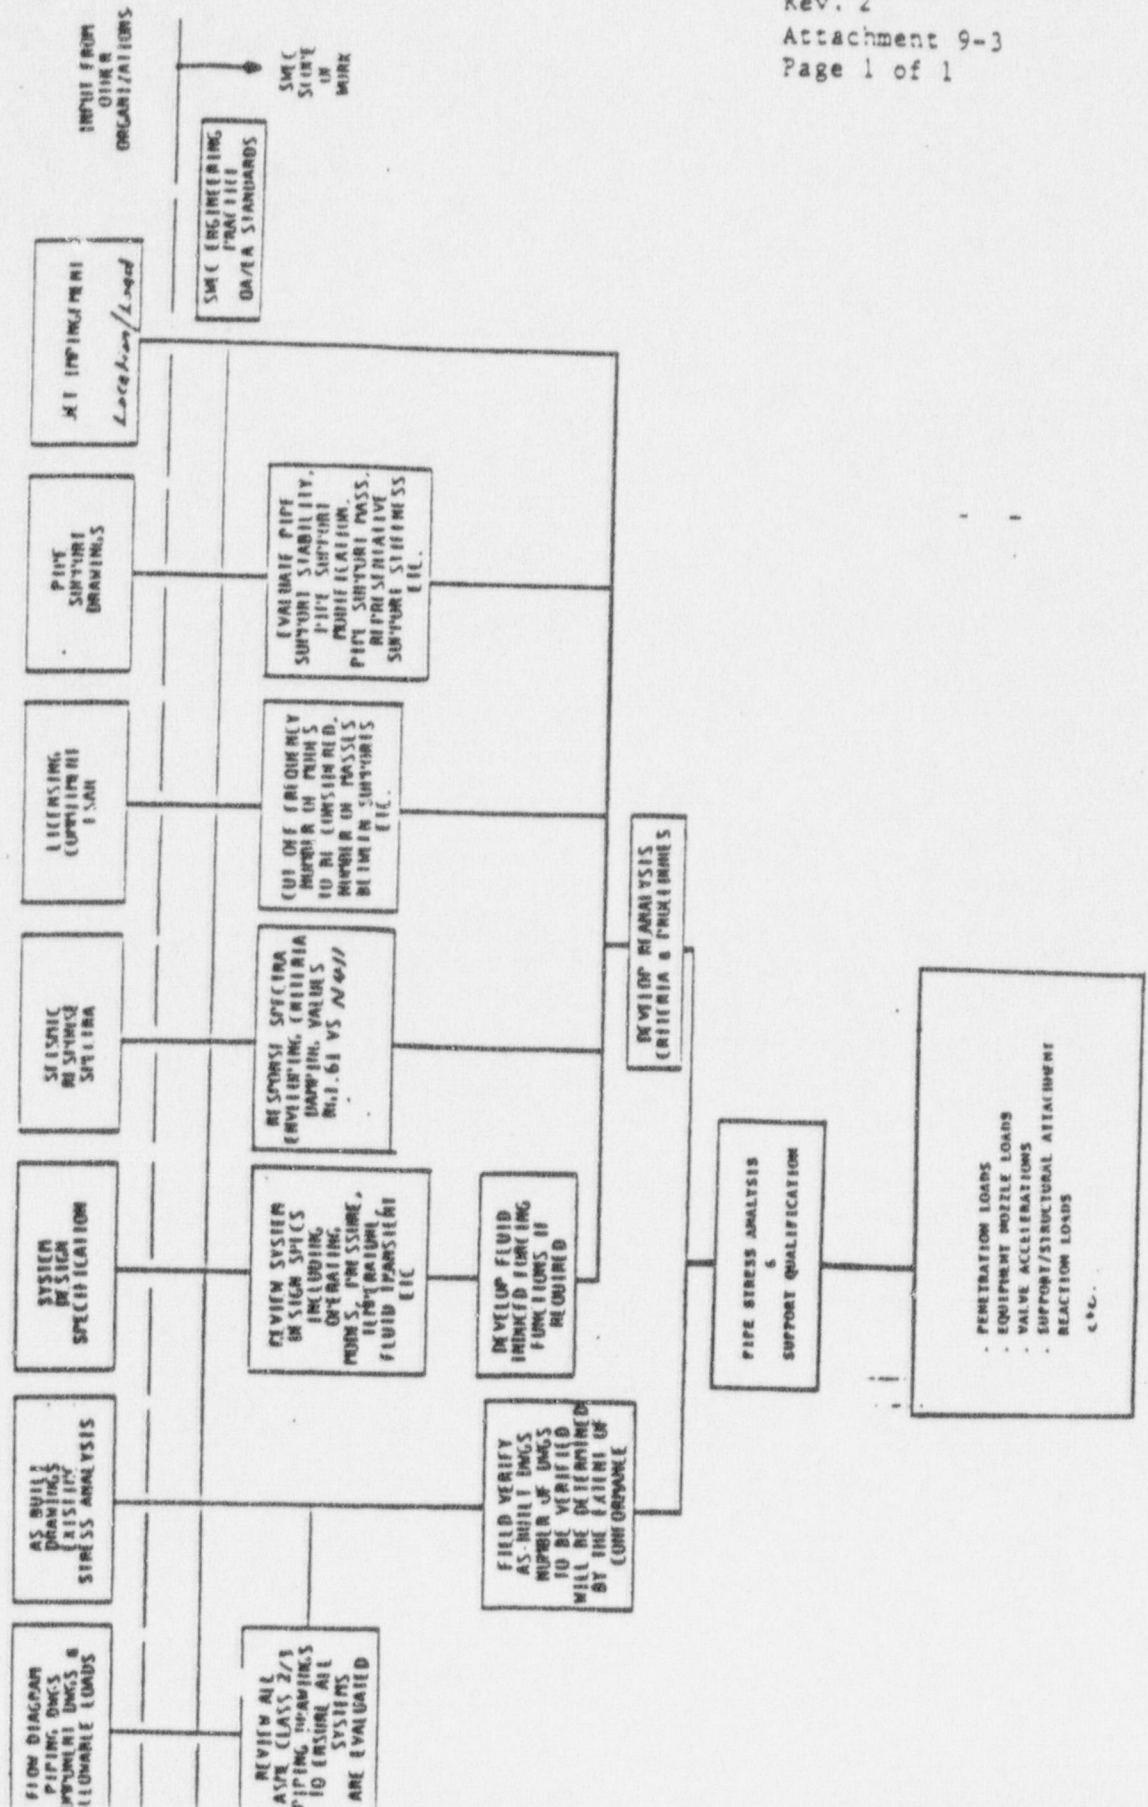 Rev. 2
Attachment 9-3
Page 1 of 1
INPUT FROM
OTHER
ORGANIZATIONS
SWEC
SCOPE
OF
WORK
SWEC ENGINEERING
PRACTICE
QA/EA STANDARDS
JET IMPINGEMENT
Location/Load
PIPE
SUPPORT
DRAWINGS
EVALUATE PIPE
SUPPORT STABILITY,
PIPE SUPPORT
MODIFICATION,
PIPE SUPPORT MASS,
REPRESENTATIVE
SUPPORT STIFFNESS
ETC.
LICENSING
COMMITMENT
FSAR
CUT OFF FREQUENCY
NUMBER OF MODES
TO BE CONSIDERED,
NUMBER OF MASSES
BETWEEN SUPPORTS
ETC.
SEISMIC
RESPONSE
SPECTRA
RESPONSE SPECTRA
ENVELOPING CRITERIA
DAMPING VALUES
RG1.61 VS N411
SYSTEM
DESIGN
SPECIFICATION
REVIEW SYSTEM
DESIGN SPECS
INCLUDING
OPERATING
MODES, PRESSURE,
TEMPERATURE,
FLUID TRANSIENT
ETC
DEVELOP FLUID
INDUCED FORCING
FUNCTIONS IF
REQUIRED
AS BUILT
DRAWINGS
EXISTING
STRESS ANALYSIS
FIELD VERIFY
AS-BUILT DWGS
NUMBER OF DWGS
TO BE VERIFIED
WILL BE DETERMINED
BY THE EXTENT OF
CONFORMANCE
FLOW DIAGRAM
PIPING DWGS
DWGS &
LOADS
REVIEW ALL
ASME CLASS 2/3
PIPING DRAWINGS
TO ENSURE ALL
SYSTEMS
ARE EVALUATED
DEVELOP REANALYSIS
CRITERIA & PROCEDURES
PIPE STRESS ANALYSIS
&
SUPPORT QUALIFICATION
· PENETRATION LOADS
· EQUIPMENT NOZZLE LOADS
· VALVE ACCELERATIONS
· SUPPORT/STRUCTURAL ATTACHMENT
REACTION LOADS
etc.